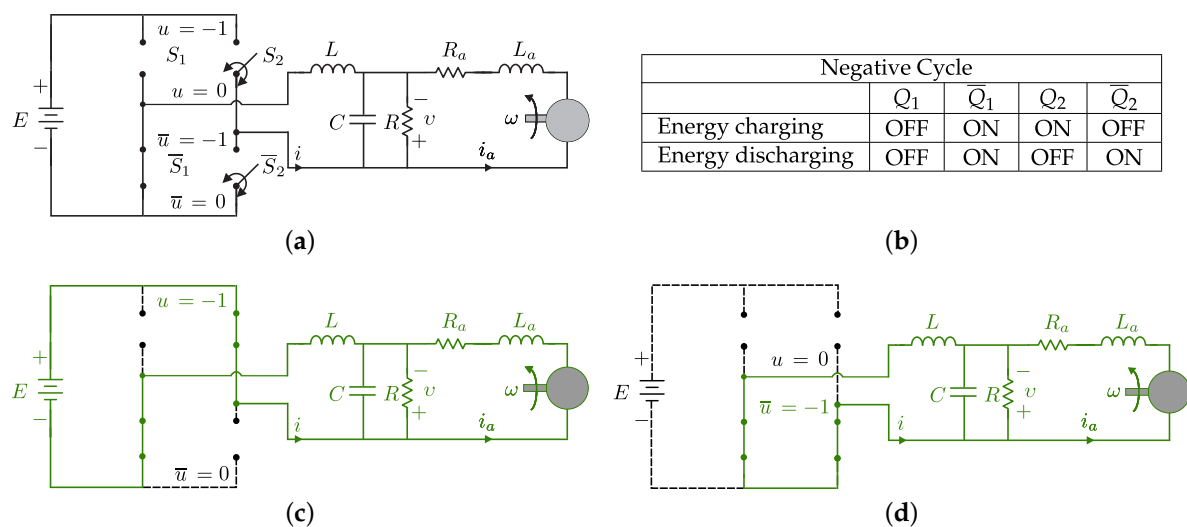 u = −1
S₁
S₂
L
Rₐ
Lₐ
+
E
−
u = 0
C
R
−
v
+
ω
u̅ = −1
S̅₁
S̅₂
i
iₐ
u̅ = 0
(a)
Negative Cycle
Q₁ Q̅₁ Q₂ Q̅₂
Energy charging OFF ON ON OFF
Energy discharging OFF ON OFF ON
(b)
u = −1
L
Rₐ
Lₐ
+
E
−
C
R
−
v
+
ω
i
iₐ
u̅ = 0
(c)
L
Rₐ
Lₐ
+
E
−
u = 0
u̅ = −1
C
R
−
v
+
ω
i
iₐ
(d)